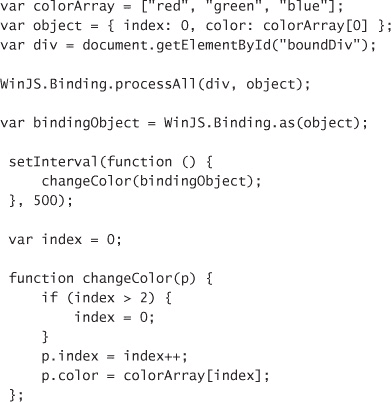 var colorArray = ["red", "green", "blue"];
var object = { index: 0, color: colorArray[0] };
var div = document.getElementById("boundDiv");

WinJS.Binding.processAll(div, object);

var bindingObject = WinJS.Binding.as(object);

 setInterval(function () {
     changeColor(bindingObject);
 }, 500);

 var index = 0;

 function changeColor(p) {
     if (index > 2) {
         index = 0;
     }
     p.index = index++;
     p.color = colorArray[index];
 };